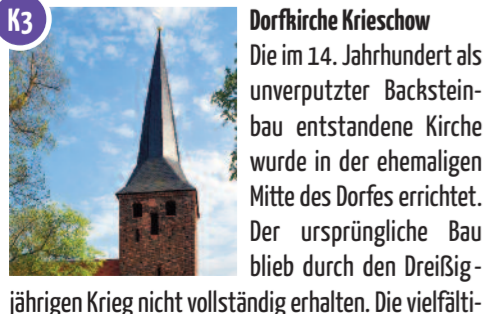 K3
Dorfkirche Krieschow
Die im 14. Jahrhundert als
unverputzter Backstein-
bau entstandene Kirche
wurde in der ehemaligen
Mitte des Dorfes errichtet.
Der ursprüngliche Bau
blieb durch den Dreißig-
jährigen Krieg nicht vollständig erhalten. Die vielfälti-